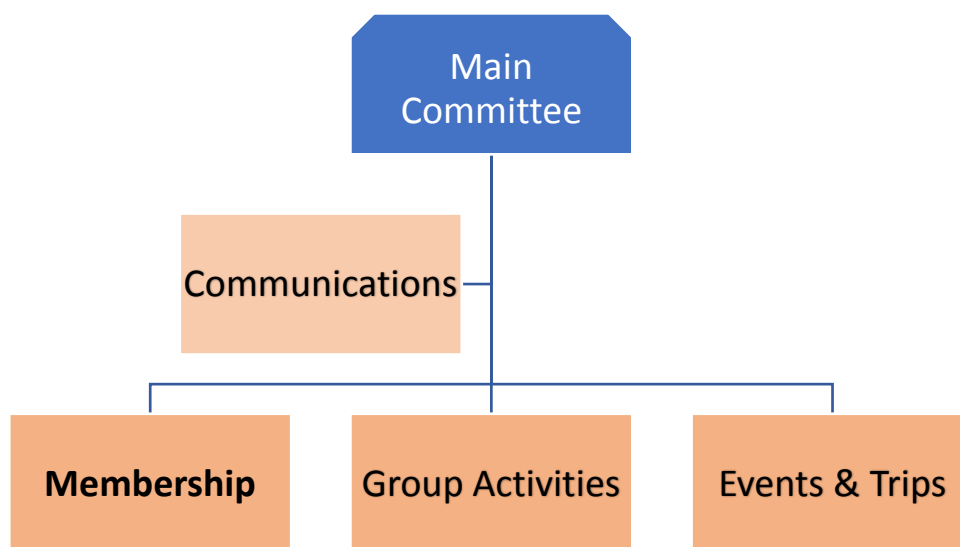 Main
Committee
Communications
Membership
Group Activities
Events & Trips